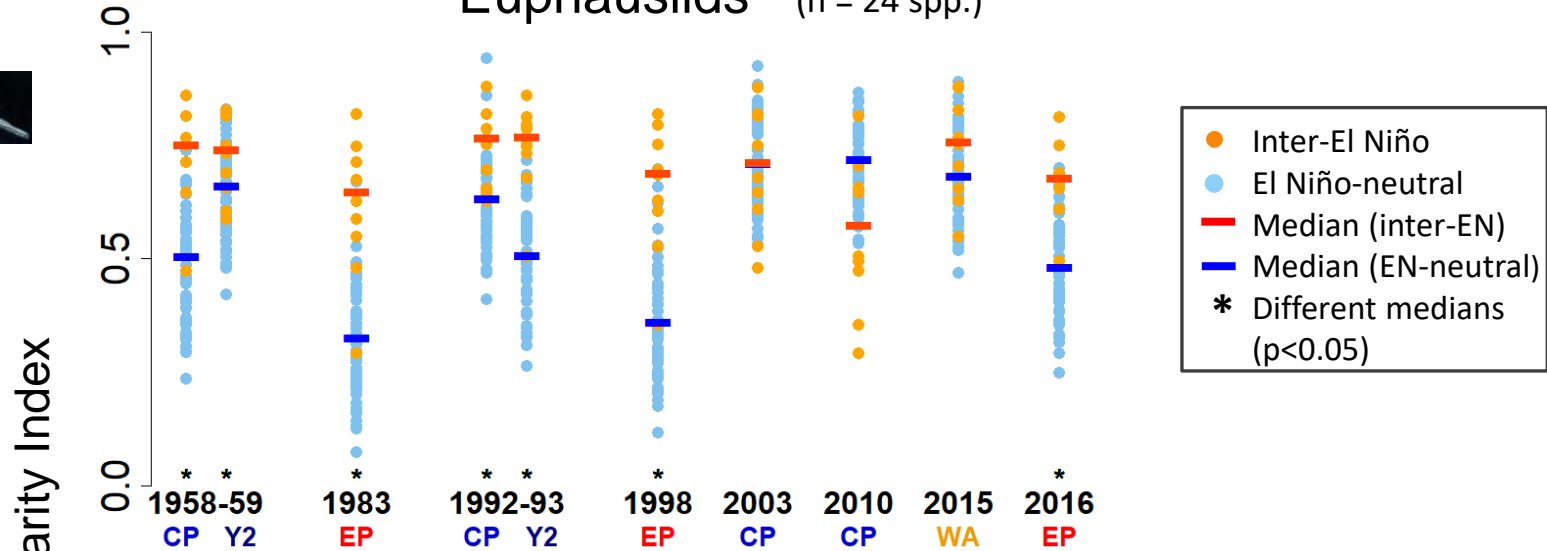 Euphausiids (n = 24 spp.)
1.0
0.5
0.0
arity Index
* * * * * * *
1958-59 1983 1992-93 1998 2003 2010 2015 2016
CP Y2 EP CP Y2 EP CP CP WA EP
Inter-El Niño
El Niño-neutral
Median (inter-EN)
Median (EN-neutral)
* Different medians
(p<0.05)